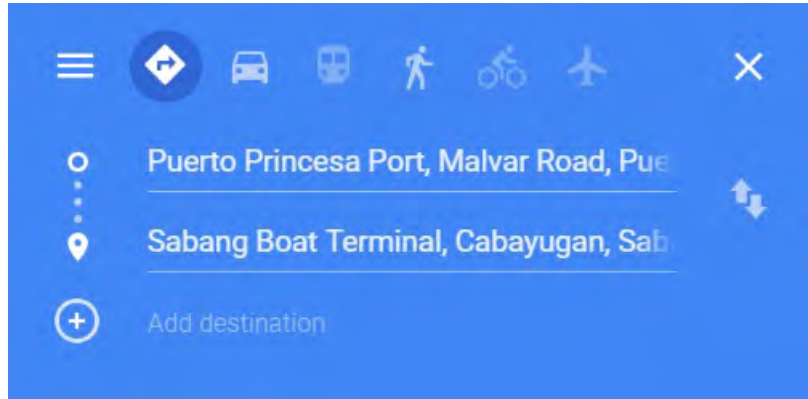 Puerto Princesa Port, Malvar Road, Pue
Sabang Boat Terminal, Cabayugan, Sab
Add destination